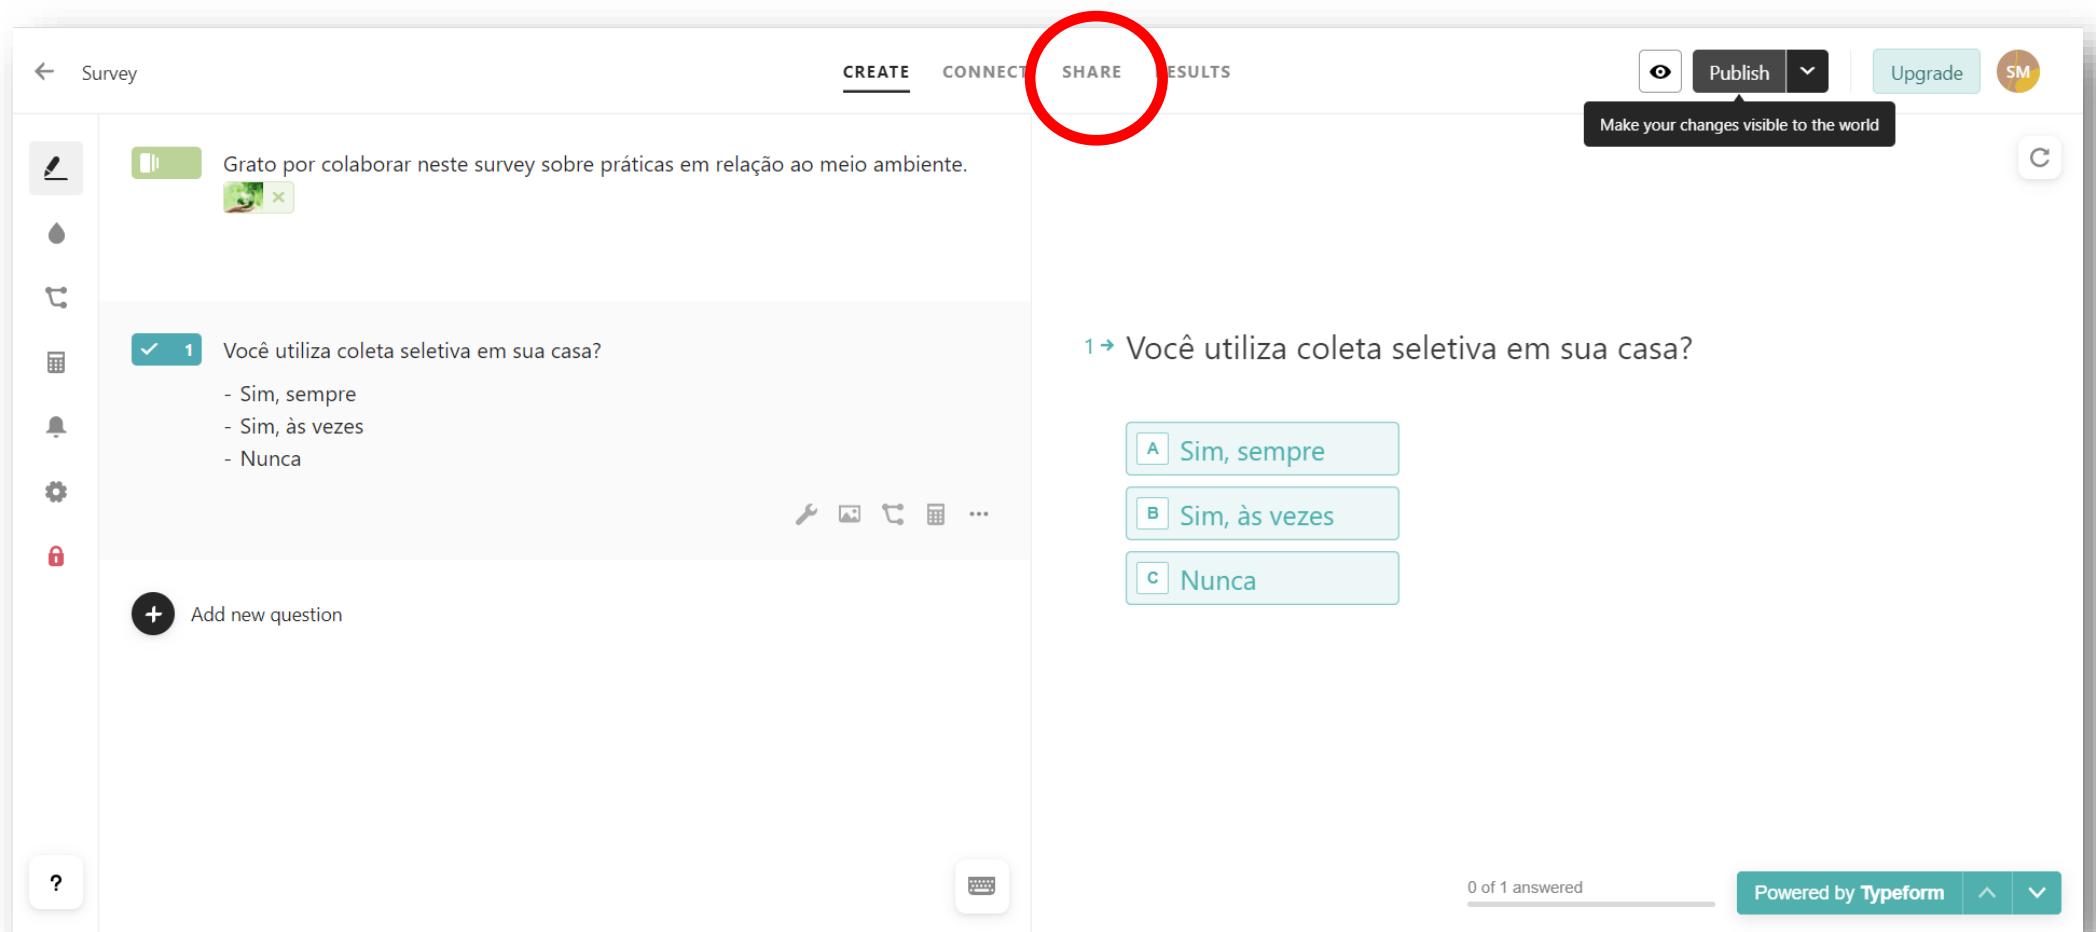 Survey
CREATE CONNECT SHARE RESULTS
Publish
Upgrade
SM
Make your changes visible to the world
Grato por colaborar neste survey sobre práticas em relação ao meio ambiente.
1 Você utiliza coleta seletiva em sua casa?
- Sim, sempre
- Sim, às vezes
- Nunca
Add new question
?
1 Você utiliza coleta seletiva em sua casa?
A Sim, sempre
B Sim, às vezes
C Nunca
0 of 1 answered
Powered by Typeform